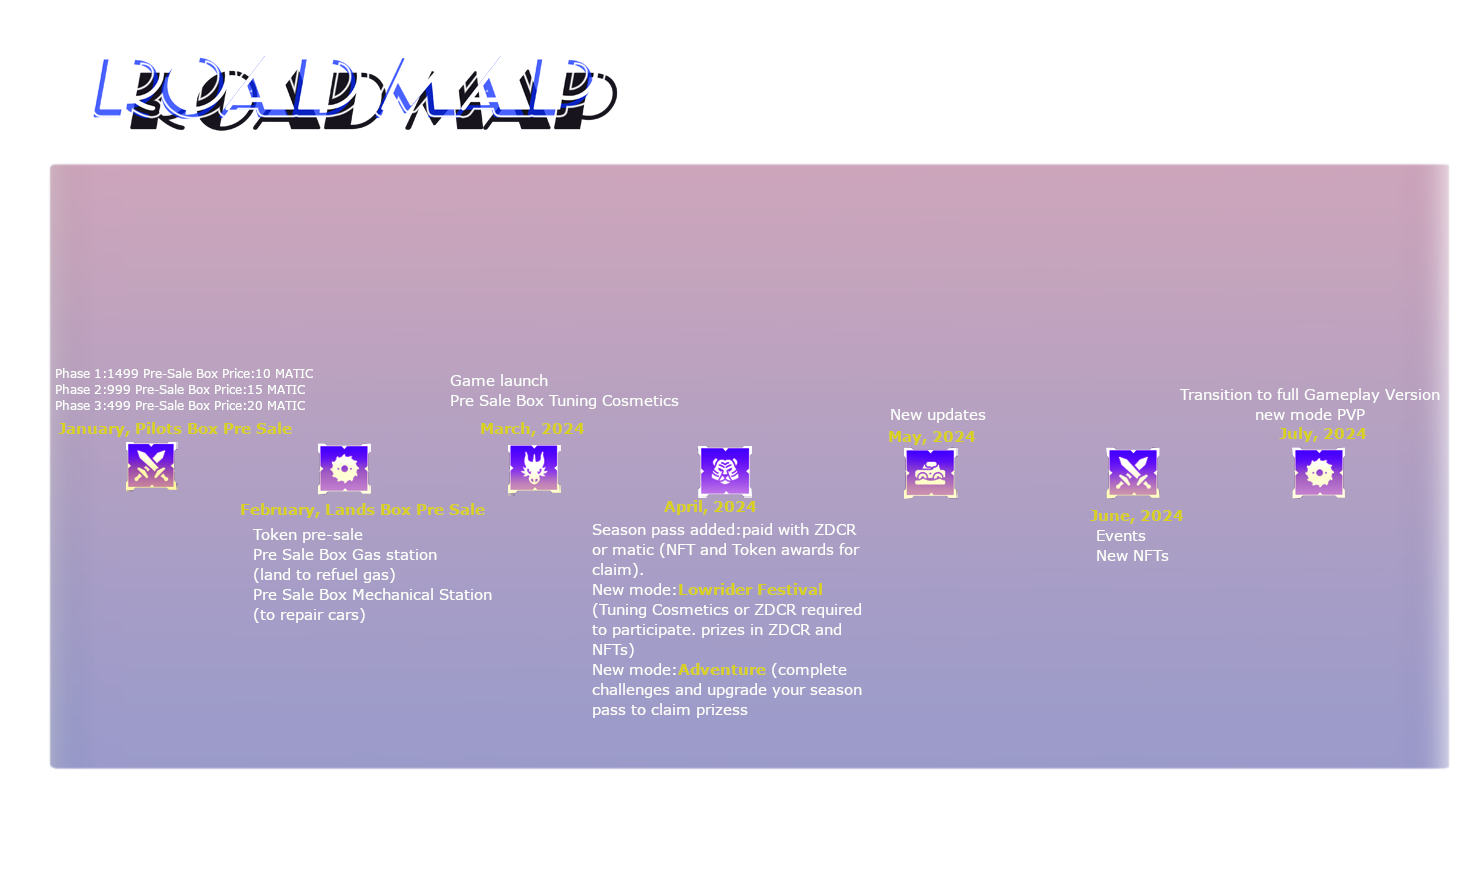 ROADMAP
Phase 1:1499 Pre-Sale Box Price:10 MATIC
Phase 2:999 Pre-Sale Box Price:15 MATIC
Phase 3:499 Pre-Sale Box Price:20 MATIC
January, Pilots Box Pre Sale
February, Lands Box Pre Sale
Token pre-sale
Pre Sale Box Gas station
(land to refuel gas)
Pre Sale Box Mechanical Station
(to repair cars)
Game launch
Pre Sale Box Tuning Cosmetics
March, 2024
April, 2024
Season pass added:paid with ZDCR
or matic (NFT and Token awards for
claim).
New mode:Lowrider Festival
(Tuning Cosmetics or ZDCR required
to participate. prizes in ZDCR and
NFTs)
New mode:Adventure (complete
challenges and upgrade your season
pass to claim prizess
New updates
May, 2024
June, 2024
Events
New NFTs
Transition to full Gameplay Version
new mode PVP
July, 2024